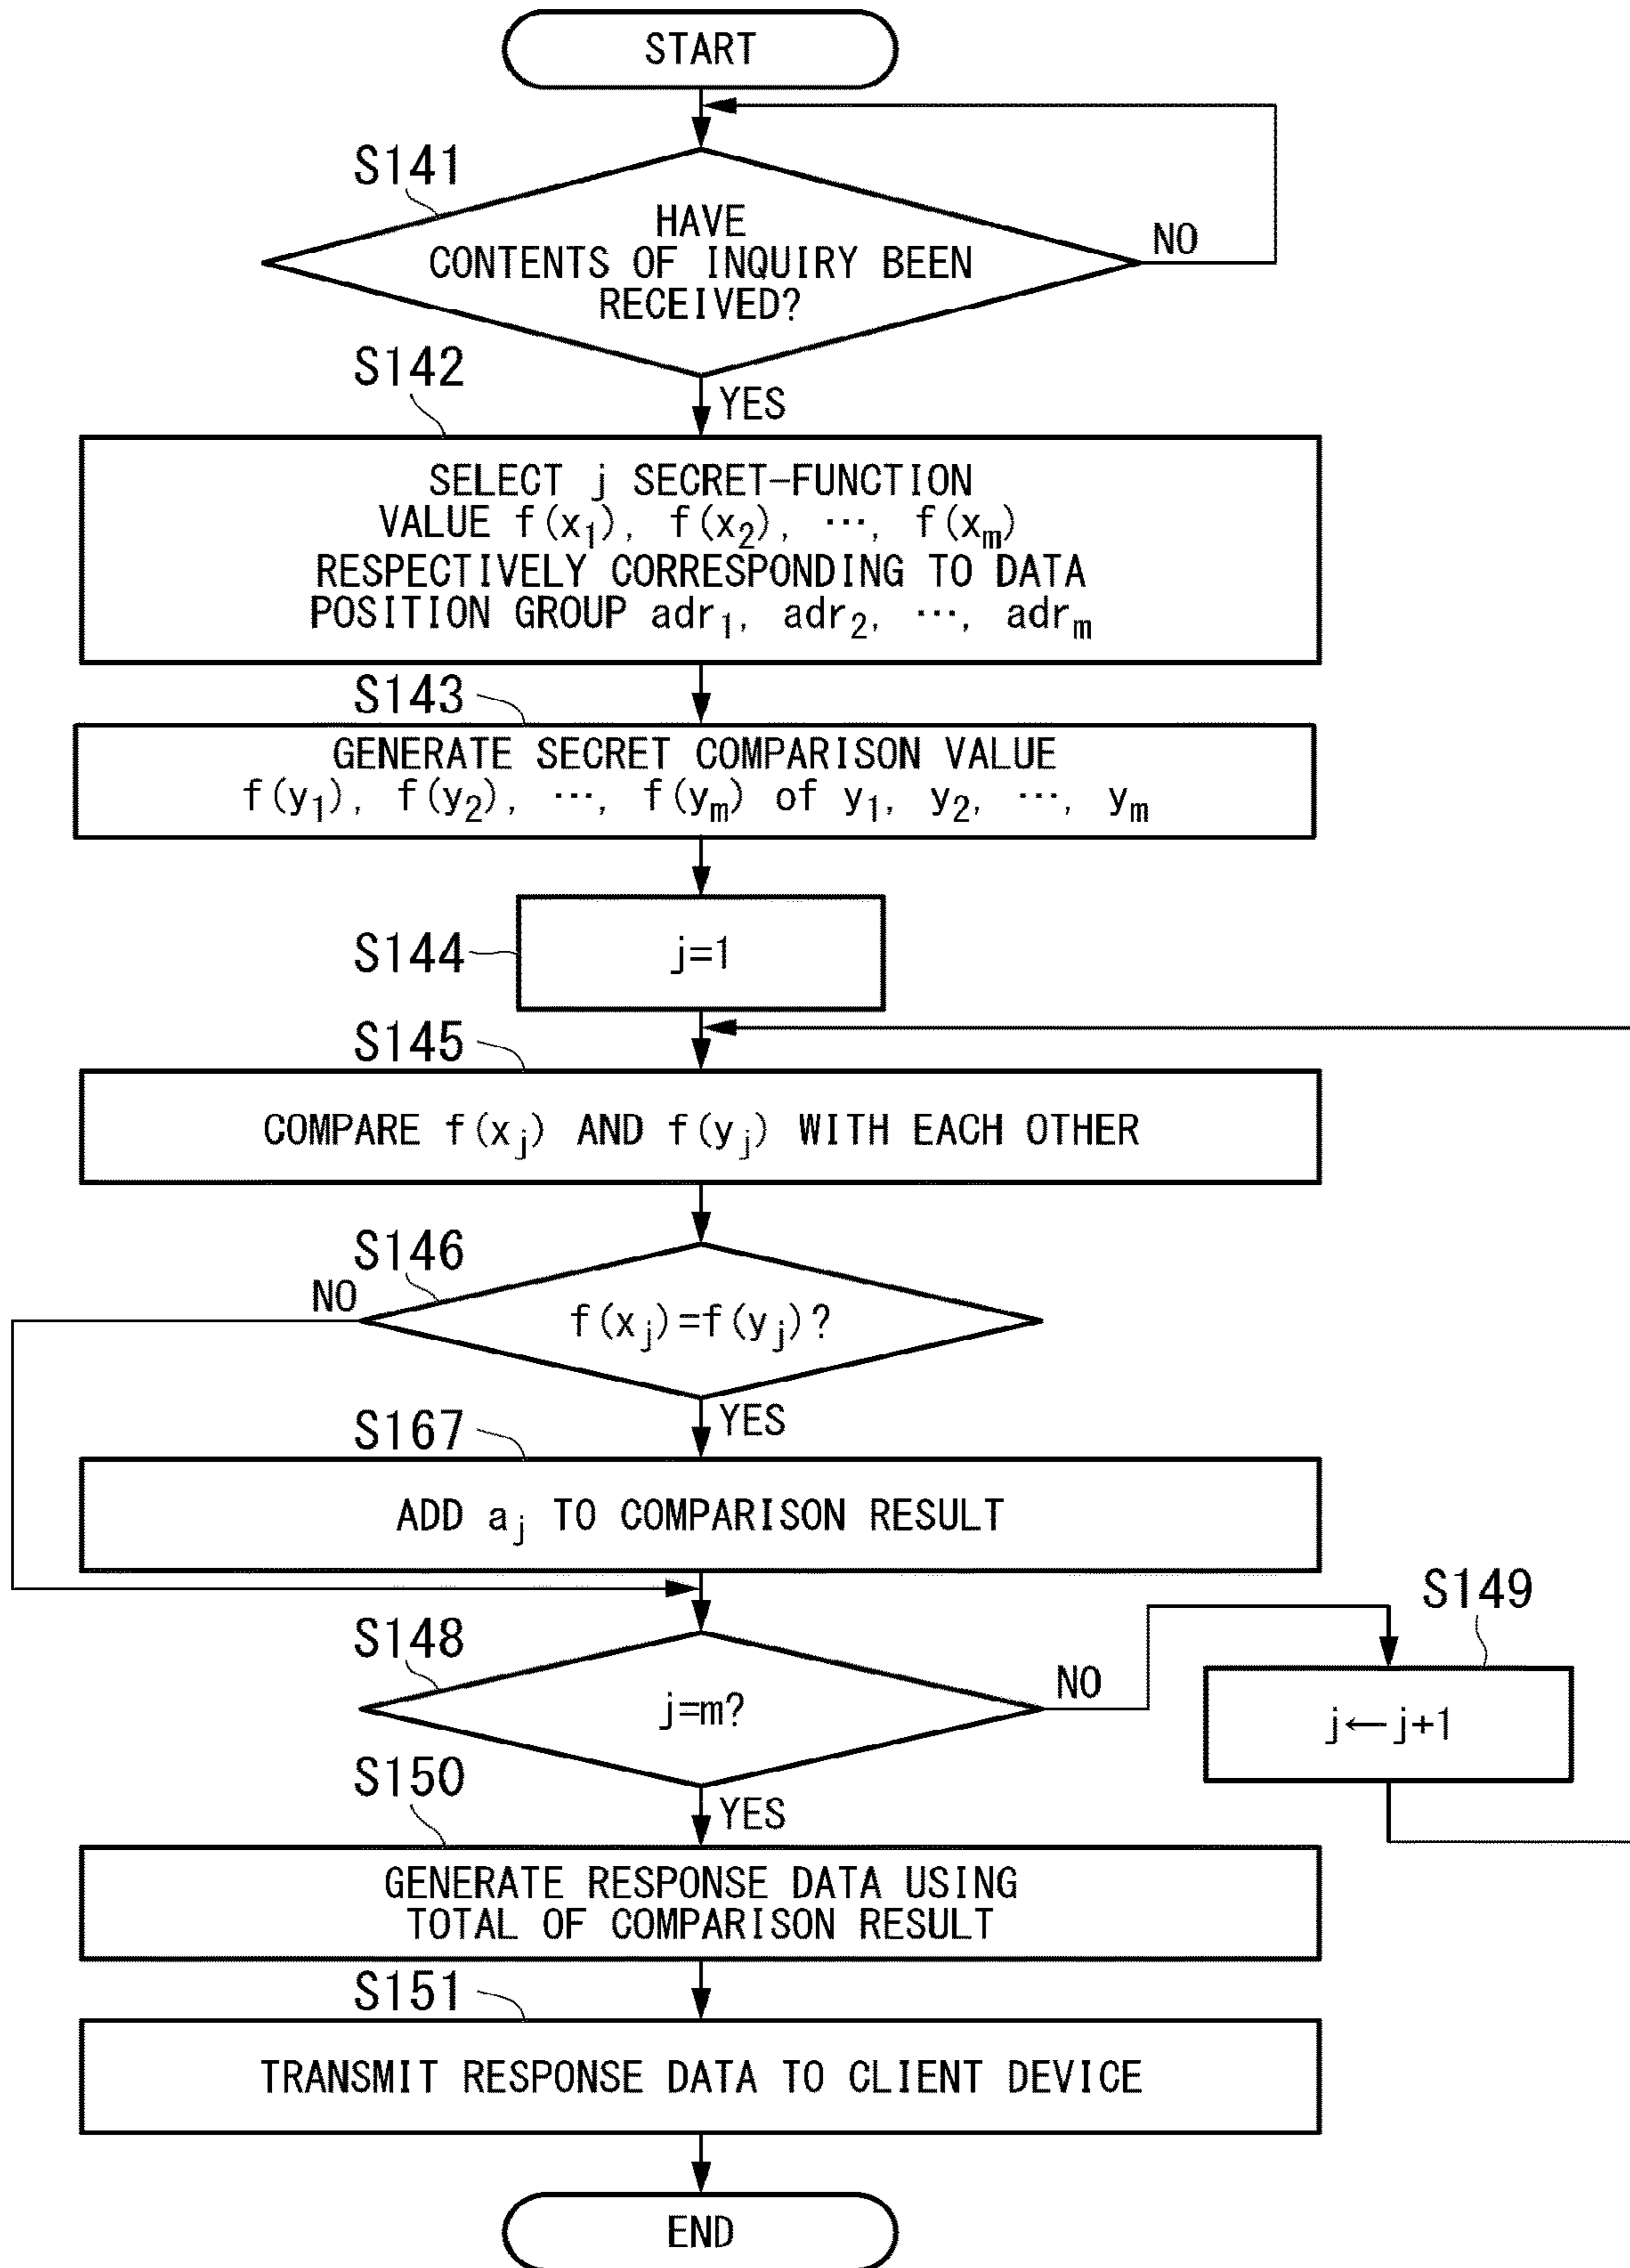 START
S141
HAVE
CONTENTS OF INQUIRY BEEN
RECEIVED?
NO
YES
S142
SELECT j SECRET-FUNCTION
VALUE f(x₁), f(x₂), ⋯, f(xₘ)
RESPECTIVELY CORRESPONDING TO DATA
POSITION GROUP adr₁, adr₂, ⋯, adrₘ
S143
GENERATE SECRET COMPARISON VALUE
f(y₁), f(y₂), ⋯, f(yₘ) of y₁, y₂, ⋯, yₘ
S144
j=1
S145
COMPARE f(xⱼ) AND f(yⱼ) WITH EACH OTHER
S146
NO
f(xⱼ)=f(yⱼ)?
YES
S167
ADD aⱼ TO COMPARISON RESULT
S148
j=m?
NO
YES
S149
j←j+1
S150
GENERATE RESPONSE DATA USING
TOTAL OF COMPARISON RESULT
S151
TRANSMIT RESPONSE DATA TO CLIENT DEVICE
END